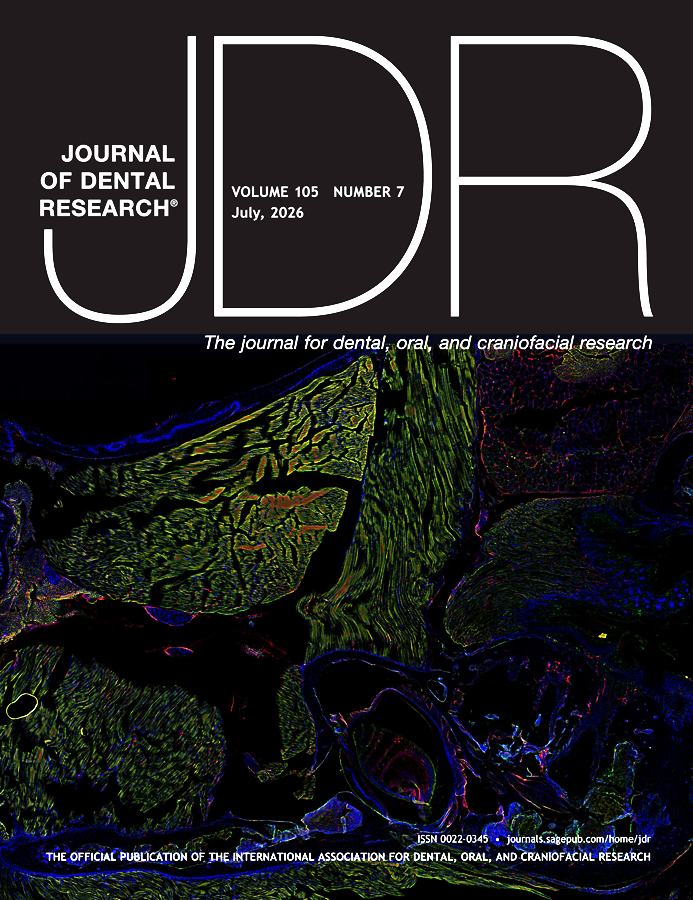 JDR
JOURNAL
OF DENTAL
RESEARCH®
VOLUME 105 NUMBER 7
July, 2026
The journal for dental, oral, and craniofacial research
ISSN 0022-0345 • journals.sagepub.com/home/jdr
THE OFFICIAL PUBLICATION OF THE INTERNATIONAL ASSOCIATION FOR DENTAL, ORAL, AND CRANIOFACIAL RESEARCH